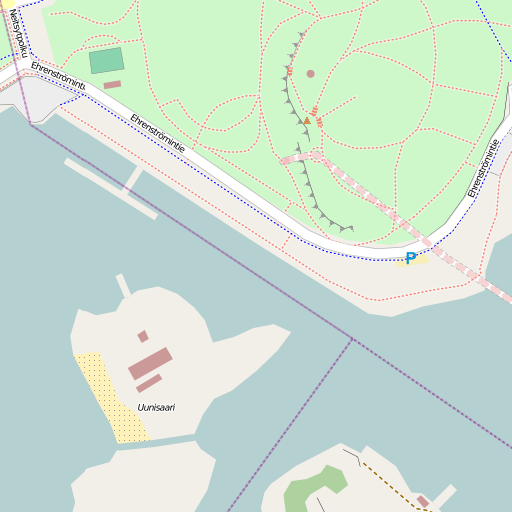 Neitsytpolku
Ehrenströmintie
Ehrenströmintie
Ehrenströmintie
P
Uunisaari